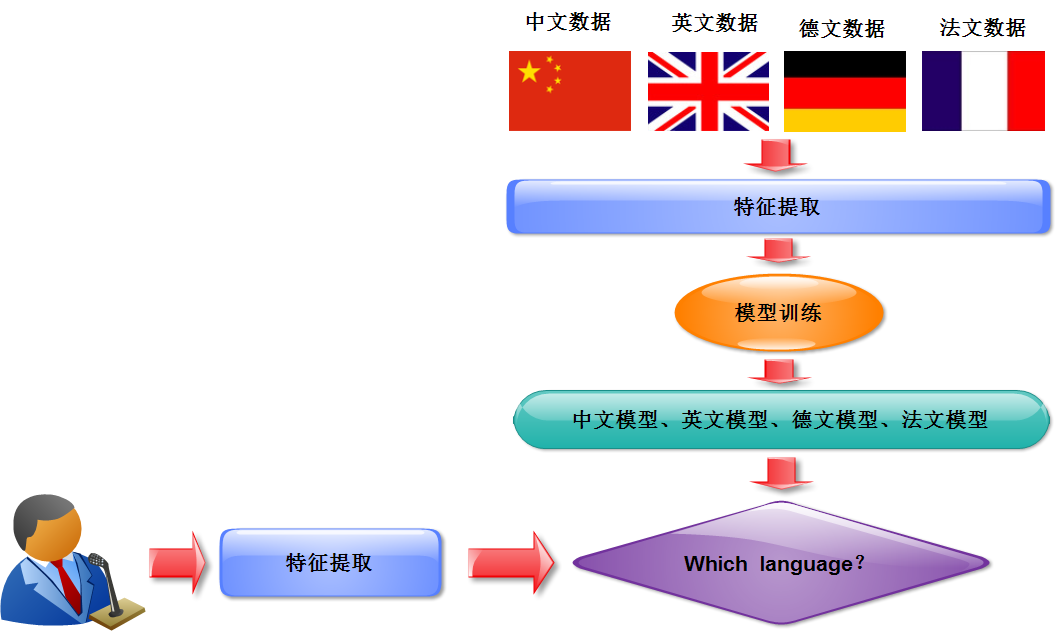 中文数据
英文数据
德文数据
法文数据
特征提取
模型训练
中文模型、英文模型、德文模型、法文模型
特征提取
Which language？